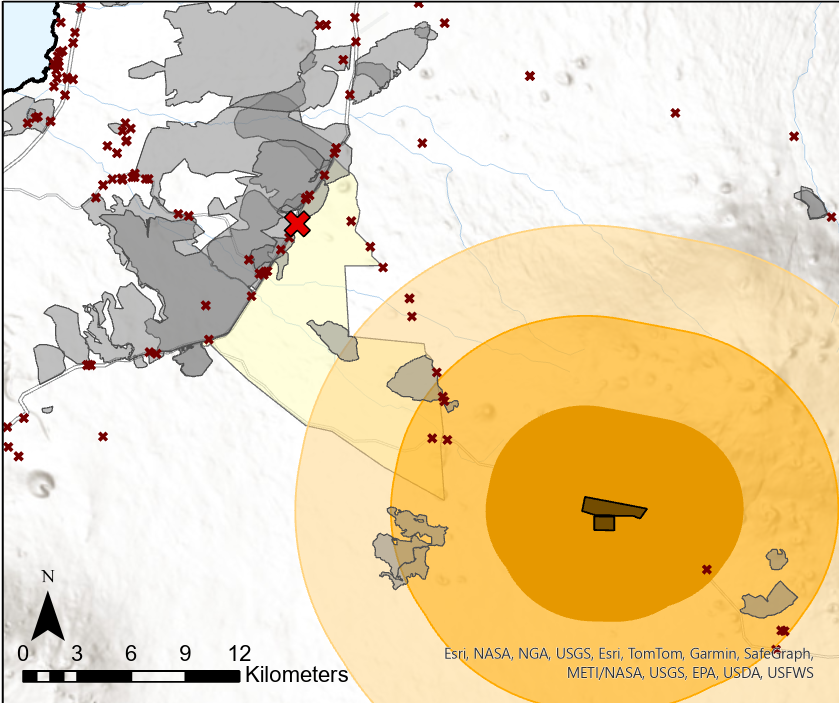 N
0 3 6 9 12
Kilometers
Esri, NASA, NGA, USGS, Esri, TomTom, Garmin, SafeGraph,
METI/NASA, USGS, EPA, USDA, USFWS